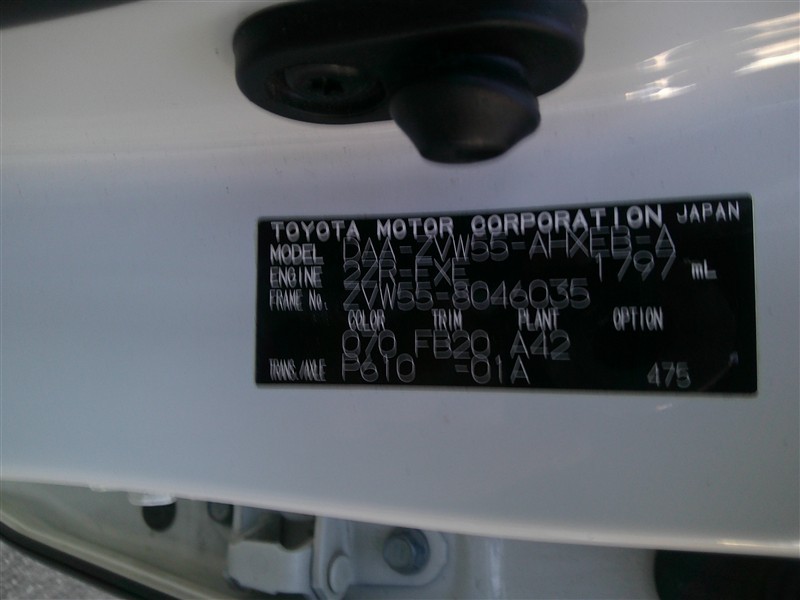 TOYOTA MOTOR CORPORATION JAPAN
MODEL DAA-ZVW55-AHXEB-A
ENGINE 2ZR-FXE 1797 mL
FRAME No. ZVW55-8046035
COLOR TRIM PLANT OPTION
070 FB20 A42
TRANS./AXLE P610 -01A 475